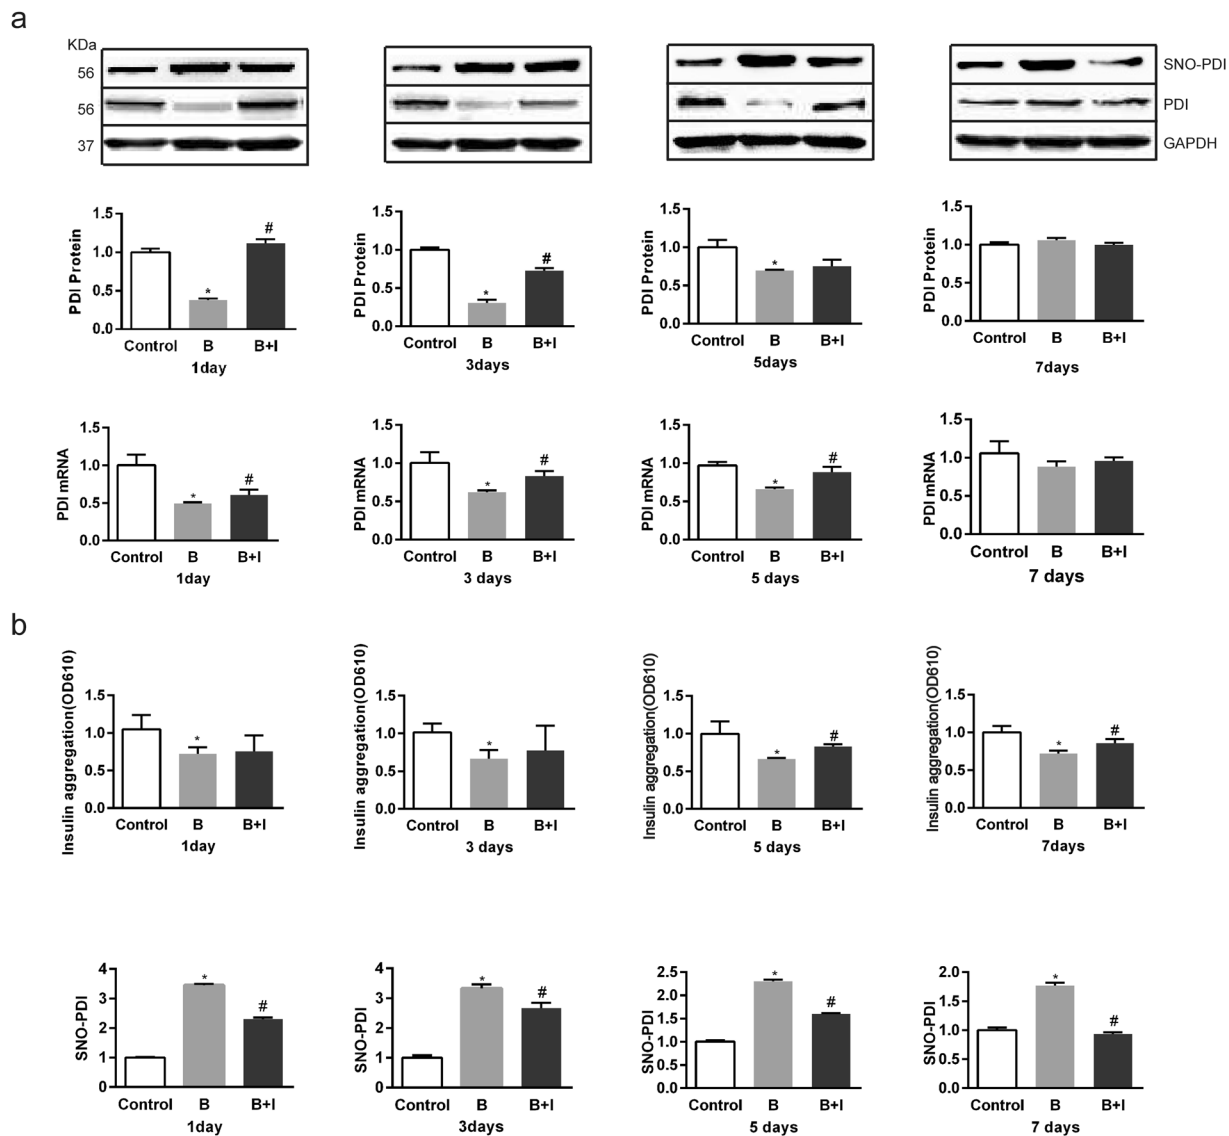 a
KDa
56
56
37
SNO-PDI
PDI
GAPDH
PDI Protein
1.5
1.0
0.5
0.0
*
#
Control B B+I
1day
PDI Protein
1.5
1.0
0.5
0.0
*
#
Control B B+I
3days
PDI Protein
1.5
1.0
0.5
0.0
*
Control B B+I
5days
PDI Protein
1.5
1.0
0.5
0.0
Control B B+I
7days
PDI mRNA
1.5
1.0
0.5
0.0
*
#
Control B B+I
1day
PDI mRNA
1.5
1.0
0.5
0.0
*
#
Control B B+I
3 days
PDI mRNA
1.5
1.0
0.5
0.0
*
#
Control B B+I
5 days
PDI mRNA
1.5
1.0
0.5
0.0
Control B B+I
7 days
b
Insulin aggregation(OD610)
1.5
1.0
0.5
0.0
*
Control B B+I
1day
Insulin aggregation(OD610)
1.5
1.0
0.5
0.0
*
Control B B+I
3 days
Insulin aggregation(OD610)
1.5
1.0
0.5
0.0
*
#
Control B B+I
5 days
Insulin aggregation(OD610)
1.5
1.0
0.5
0.0
*
#
Control B B+I
7days
SNO-PDI
4
3
2
1
0
*
#
Control B B+I
1day
SNO-PDI
4
3
2
1
0
*
#
Control B B+I
3days
SNO-PDI
2.5
2.0
1.5
1.0
0.5
0.0
*
#
Control B B+I
5 days
SNO-PDI
2.0
1.5
1.0
0.5
0.0
*
#
Control B B+I
7 days